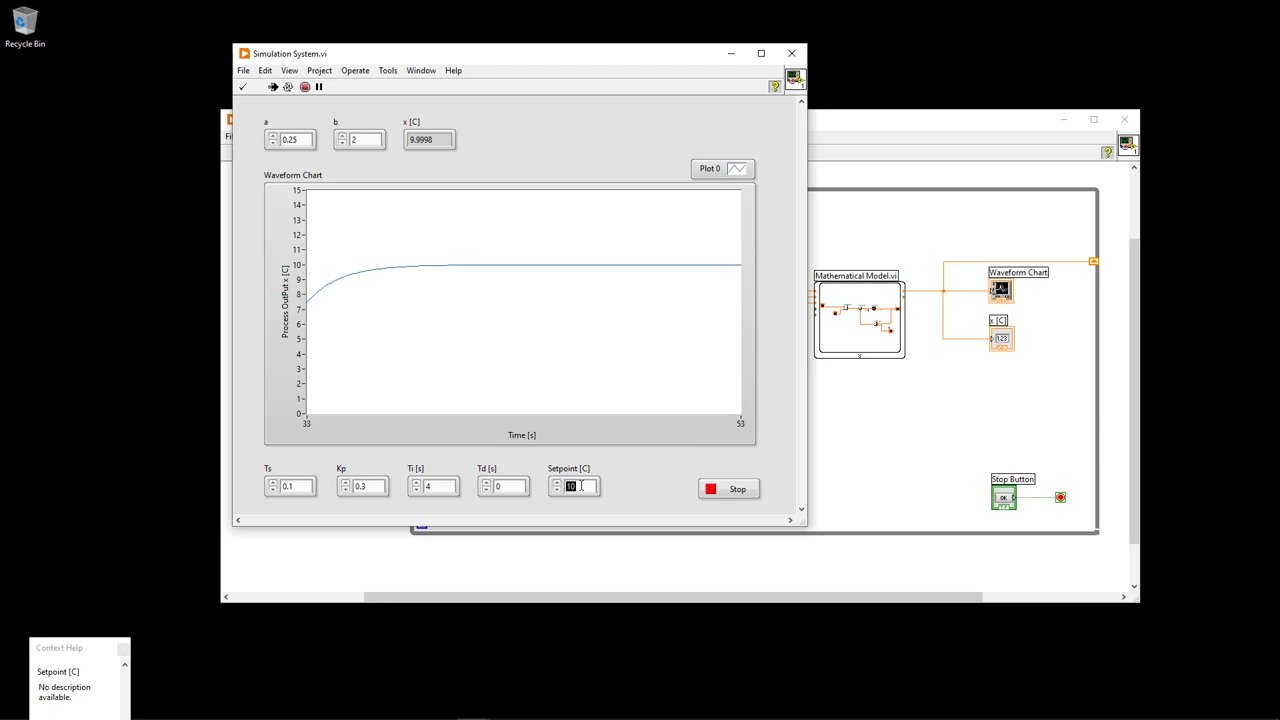 Recycle Bin
Simulation System.vi
File Edit View Project Operate Tools Window Help
a
b
x [C]
0.25
2
9.9998
Plot 0
Waveform Chart
Process OutPut x [C]
15
14
13
12
11
10
9
8
7
6
5
4
3
2
1
0
33
53
Time [s]
Ts
Kp
Ti [s]
Td [s]
Setpoint [C]
0.1
0.3
4
0
10
Stop
Mathematical Model.vi
Waveform Chart
x [C]
1.23
Stop Button
OK
Context Help
Setpoint [C]
No description
available.